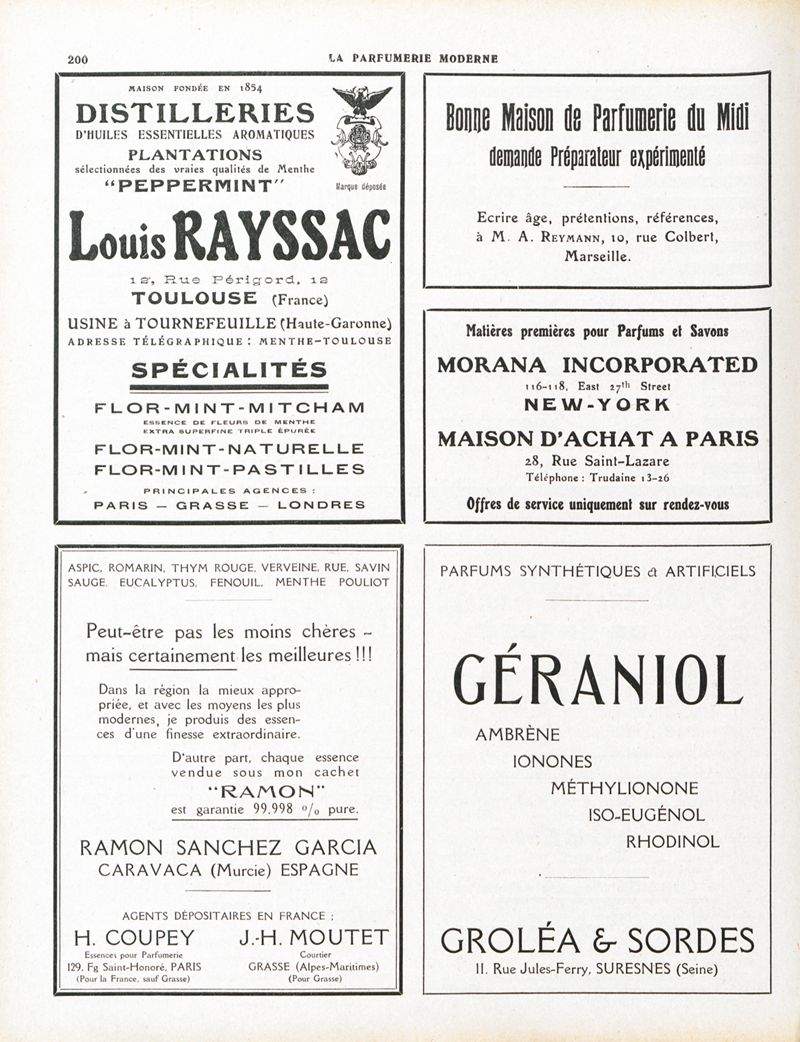 200
LA PARFUMERIE MODERNE
MAISON FONDÉE EN 1854
DISTILLERIES
D'HUILES ESSENTIELLES AROMATIQUES
PLANTATIONS
sélectionnées des vraies qualités de Menthe
"PEPPERMINT"
Marque déposée
Louis RAYSSAC
12, Rue Périgord, 12
TOULOUSE (France)
USINE à TOURNEFEUILLE (Haute-Garonne)
ADRESSE TÉLÉGRAPHIQUE : MENTHE-TOULOUSE
SPÉCIALITÉS
FLOR-MINT-MITCHAM
ESSENCE DE FLEURS DE MENTHE
EXTRA SUPERFINE TRIPLE ÉPURÉE
FLOR-MINT-NATURELLE
FLOR-MINT-PASTILLES
PRINCIPALES AGENCES :
PARIS — GRASSE — LONDRES
Bonne Maison de Parfumerie du Midi
demande Préparateur expérimenté
Ecrire âge, prétentions, références,
à M. A. REYMANN, 10, rue Colbert,
Marseille.
Matières premières pour Parfums et Savons
MORANA INCORPORATED
116-118, East 27th Street
NEW-YORK
MAISON D'ACHAT A PARIS
28, Rue Saint-Lazare
Téléphone : Trudaine 13-26
Offres de service uniquement sur rendez-vous
ASPIC, ROMARIN, THYM ROUGE, VERVEINE, RUE, SAVIN
SAUGE, EUCALYPTUS, FENOUIL, MENTHE POULIOT
Peut-être pas les moins chères -
mais certainement les meilleures !!!
Dans la région la mieux appro-
priée, et avec les moyens les plus
modernes, je produis des essen-
ces d'une finesse extraordinaire.
D'autre part, chaque essence
vendue sous mon cachet
"RAMON"
est garantie 99.998 % pure.
RAMON SANCHEZ GARCIA
CARAVACA (Murcie) ESPAGNE
AGENTS DÉPOSITAIRES EN FRANCE :
H. COUPEY
Essences pour Parfumerie
129, Fg Saint-Honoré, PARIS
(Pour la France, sauf Grasse)
J.-H. MOUTET
Courtier
GRASSE (Alpes-Maritimes)
(Pour Grasse)
PARFUMS SYNTHÉTIQUES & ARTIFICIELS
GÉRANIOL
AMBRÈNE
IONONES
MÉTHYLIONONE
ISO-EUGÉNOL
RHODINOL
GROLÉA & SORDES
11, Rue Jules-Ferry, SURESNES (Seine)